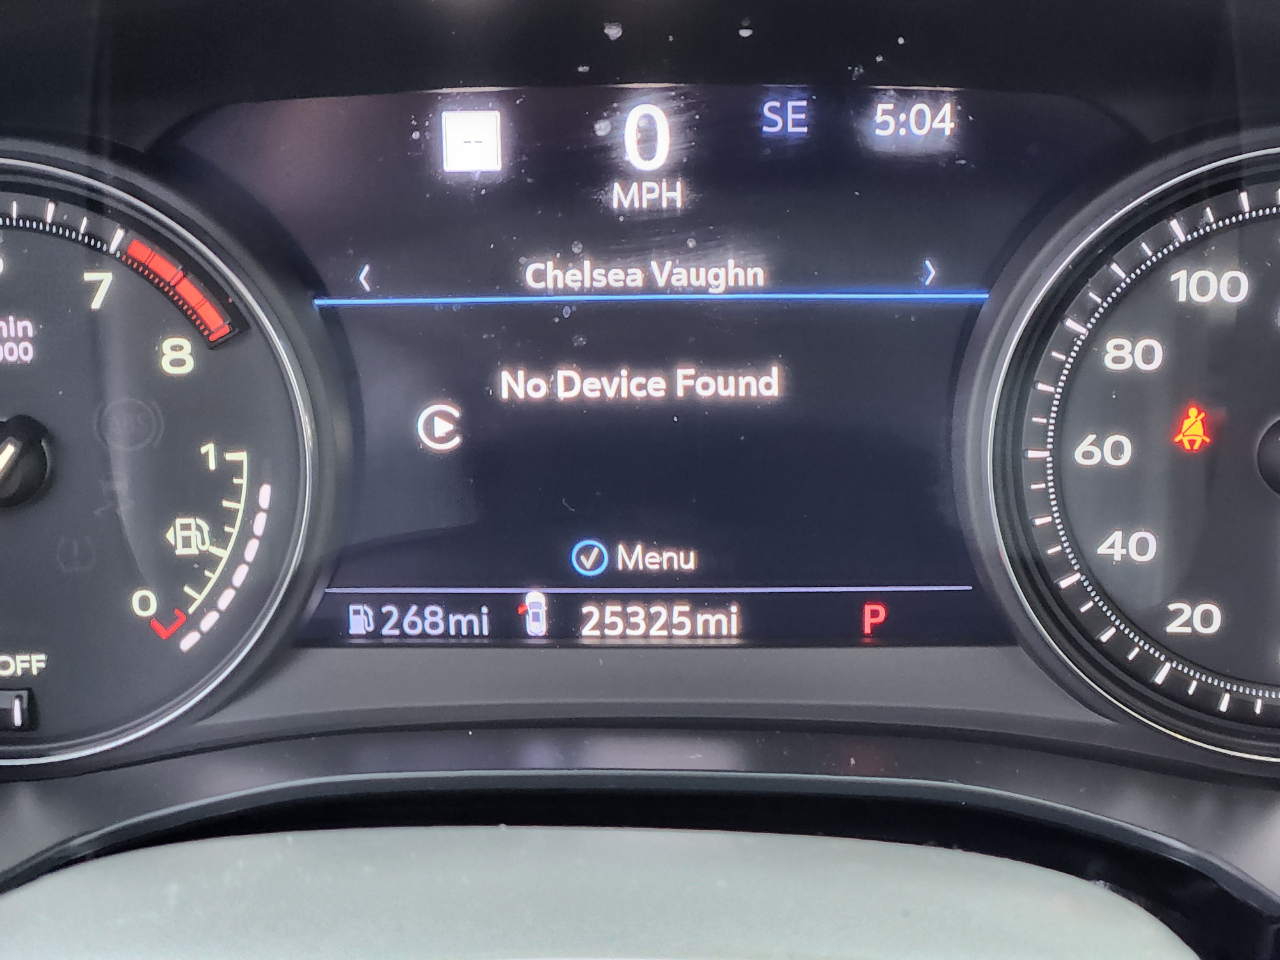 --
0
SE
5:04
MPH
Chelsea Vaughn
No Device Found
Menu
268mi
25325mi
P
7
8
1
0
OFF
100
80
60
40
20